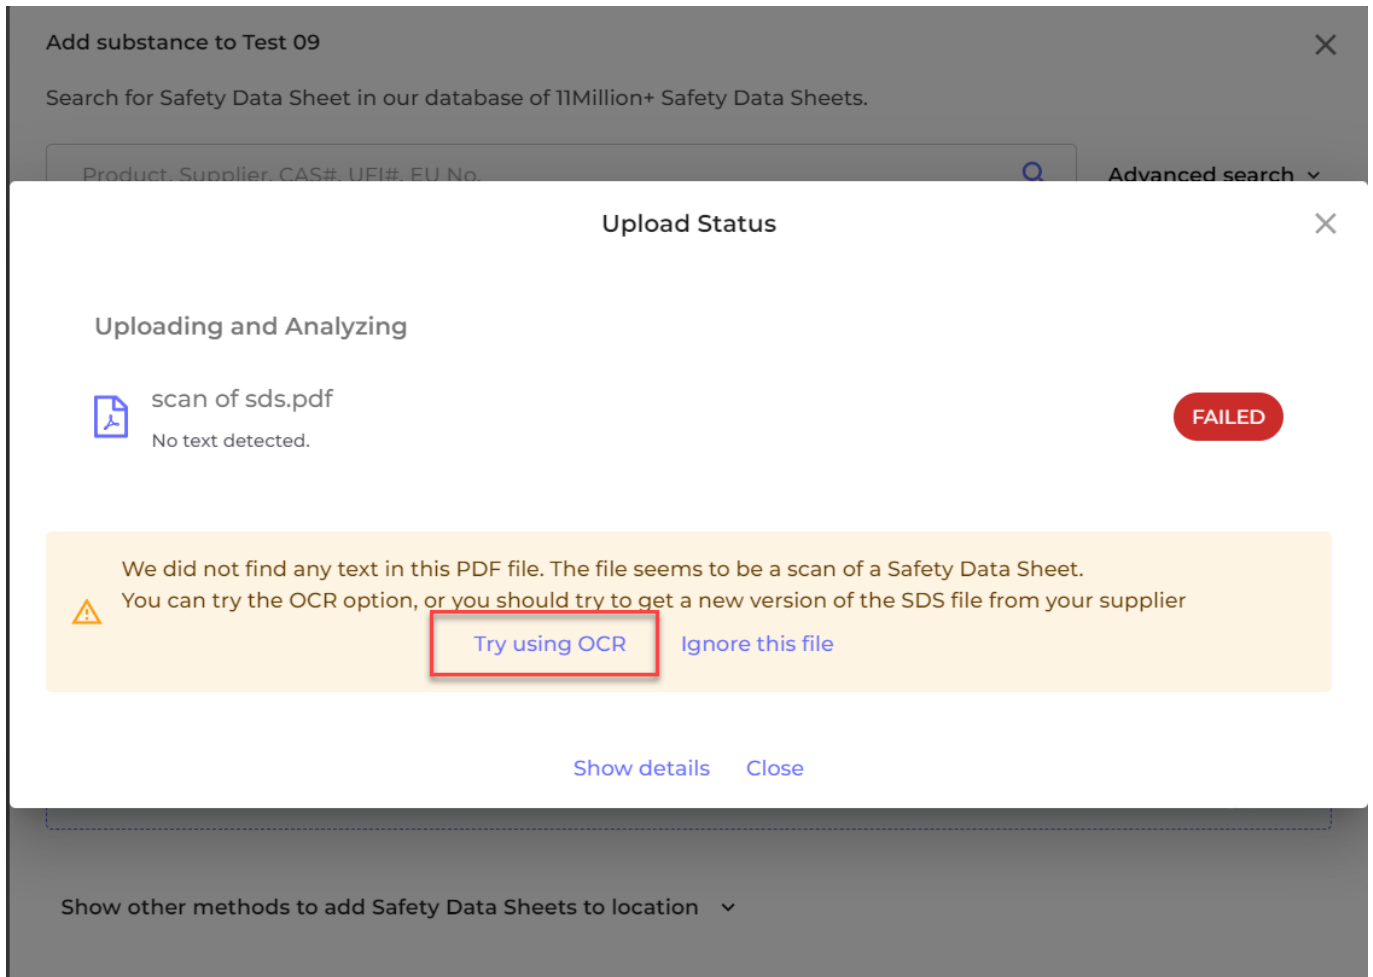 Add substance to Test 09
Search for Safety Data Sheet in our database of 11Million+ Safety Data Sheets.
Product, Supplier, CAS#, UFI#, EU No.
Advanced search
Upload Status
Uploading and Analyzing
scan of sds.pdf
No text detected.
FAILED
We did not find any text in this PDF file. The file seems to be a scan of a Safety Data Sheet.
You can try the OCR option, or you should try to get a new version of the SDS file from your supplier
Try using OCR Ignore this file
Show details Close
Show other methods to add Safety Data Sheets to location